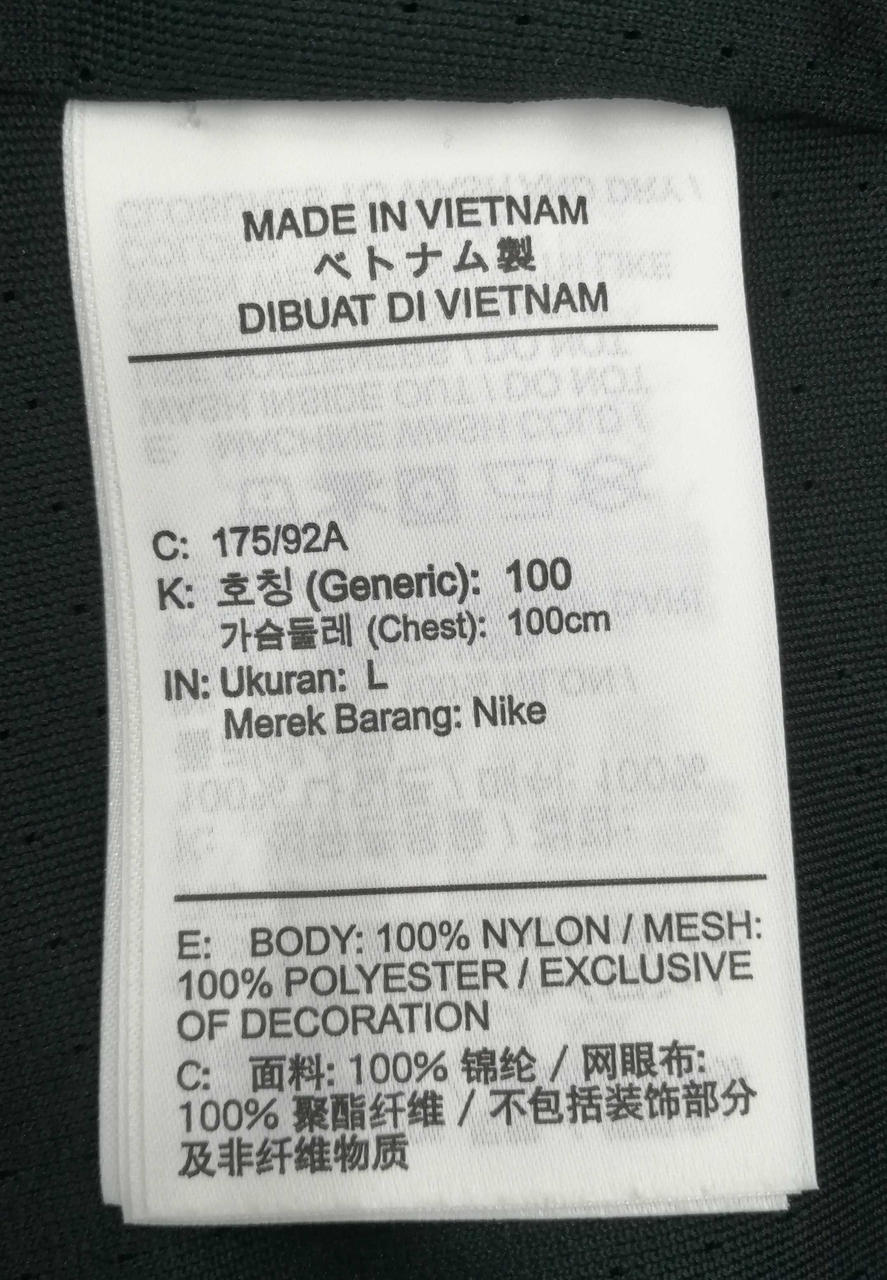 MADE IN VIETNAM
ベトナム製
DIBUAT DI VIETNAM
C: 175/92A
K: 호칭 (Generic): 100
가슴둘레 (Chest): 100cm
IN: Ukuran: L
Merek Barang: Nike
E: BODY: 100% NYLON / MESH:
100% POLYESTER / EXCLUSIVE
OF DECORATION
C: 面料: 100% 锦纶 / 网眼布:
100% 聚酯纤维 / 不包括装饰部分
及非纤维物质